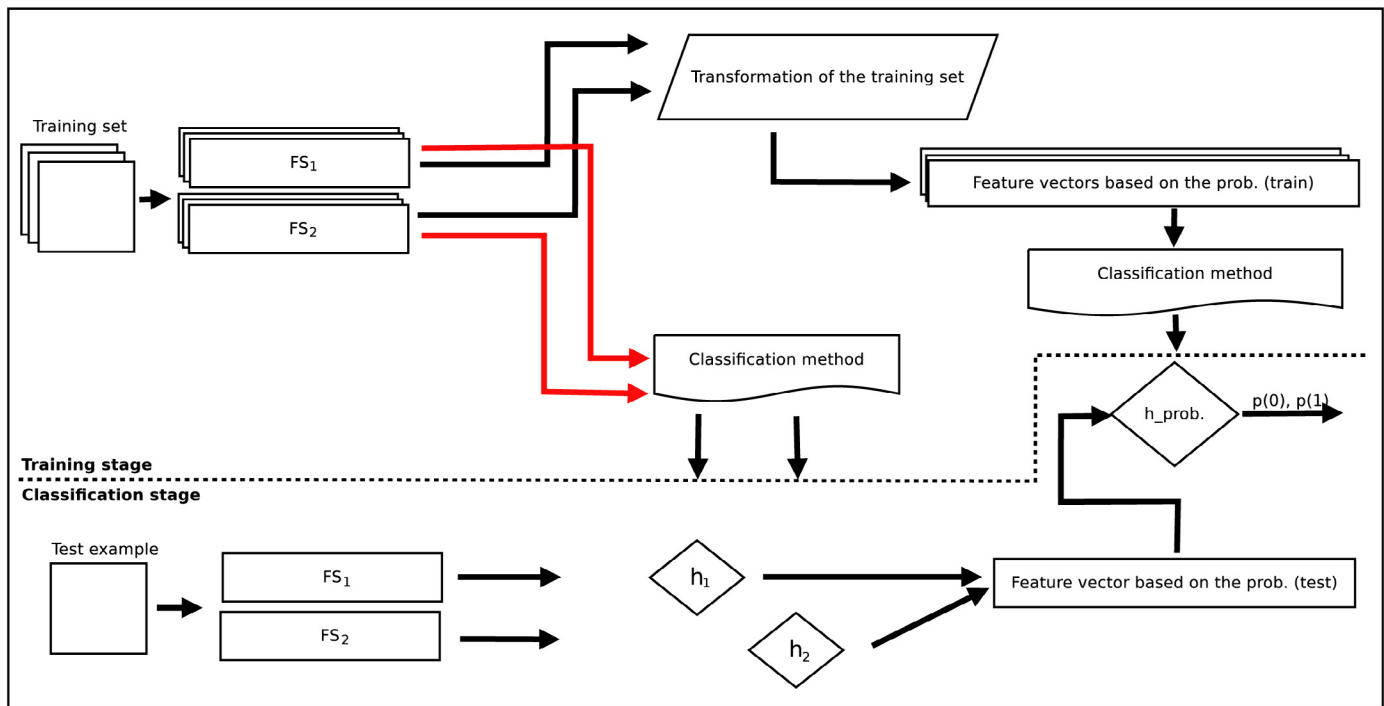 Transformation of the training set
Training set
FS₁
FS₂
Feature vectors based on the prob. (train)
Classification method
Classification method
h_prob.
p(0), p(1)
Training stage
Classification stage
Test example
FS₁
FS₂
h₁
h₂
Feature vector based on the prob. (test)